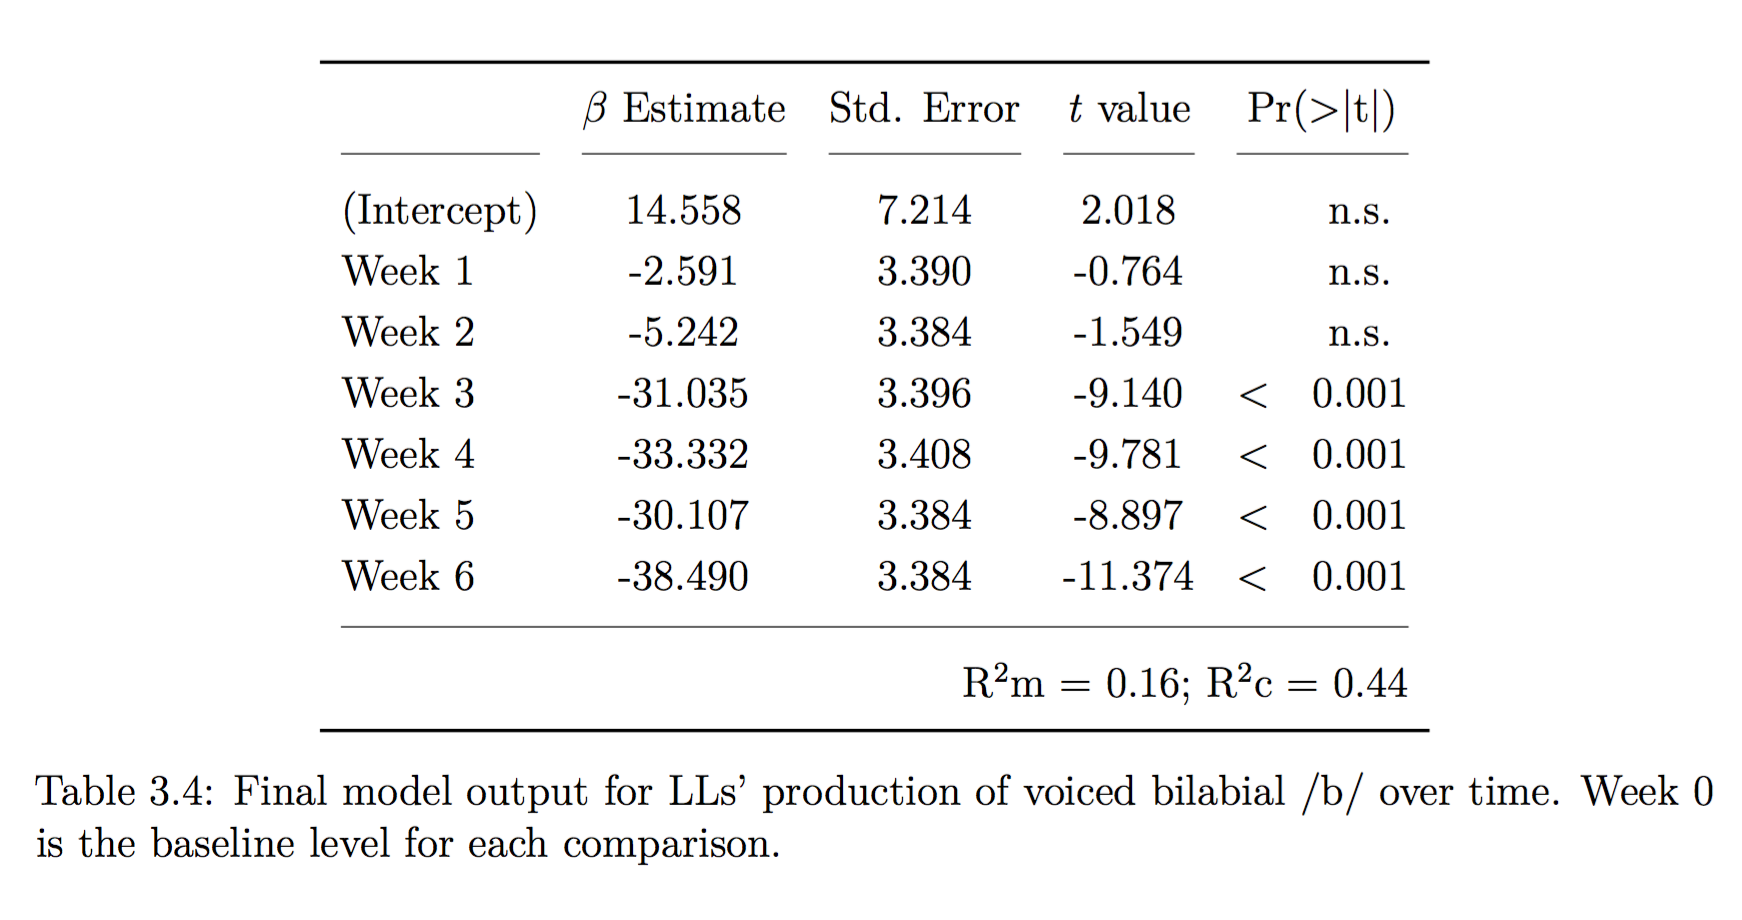 β Estimate Std. Error t value Pr(>|t|)
(Intercept) 14.558 7.214 2.018 n.s.
Week 1 -2.591 3.390 -0.764 n.s.
Week 2 -5.242 3.384 -1.549 n.s.
Week 3 -31.035 3.396 -9.140 < 0.001
Week 4 -33.332 3.408 -9.781 < 0.001
Week 5 -30.107 3.384 -8.897 < 0.001
Week 6 -38.490 3.384 -11.374 < 0.001
R²m = 0.16; R²c = 0.44
Table 3.4: Final model output for LLs’ production of voiced bilabial /b/ over time. Week 0
is the baseline level for each comparison.